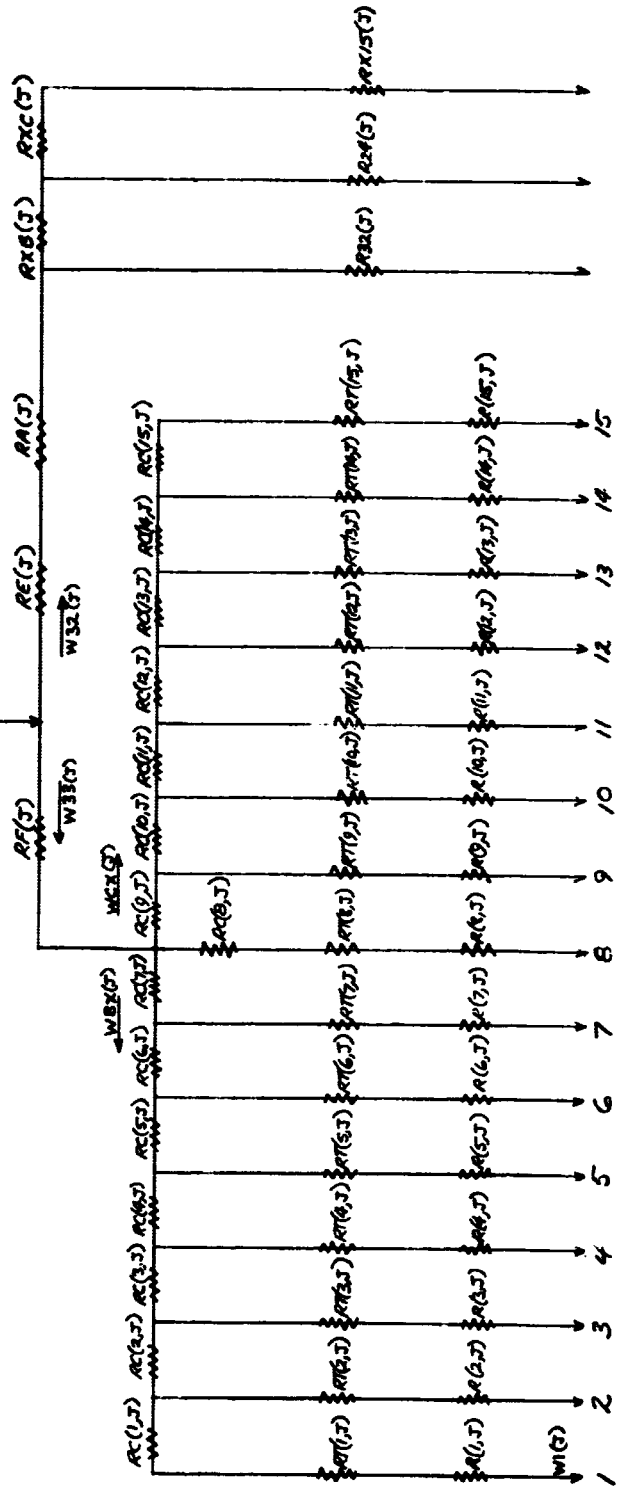 RF(J) RE(J) RA(J) RXB(J) RXC(J)
W33(J) W32(J)
WBX(J) WCX(J)
RC(1,J) RC(2,J) RC(3,J) RC(4,J) RC(5,J) RC(6,J) RC(7,J) RC(9,J) RC(10,J) RC(11,J) RC(12,J) RC(13,J) RC(14,J) RC(15,J)
RC(8,J)
RT(1,J) RT(2,J) RT(3,J) RT(4,J) RT(5,J) RT(6,J) RT(7,J) RT(8,J) RT(9,J) RT(10,J) RT(11,J) RT(12,J) RT(13,J) RT(14,J) RT(15,J) R32(J) R24(J) RX15(J)
R(1,J) R(2,J) R(3,J) R(4,J) R(5,J) R(6,J) R(7,J) R(8,J) R(9,J) R(10,J) R(11,J) R(12,J) R(13,J) R(14,J) R(15,J)
W1(J)
1 2 3 4 5 6 7 8 9 10 11 12 13 14 15